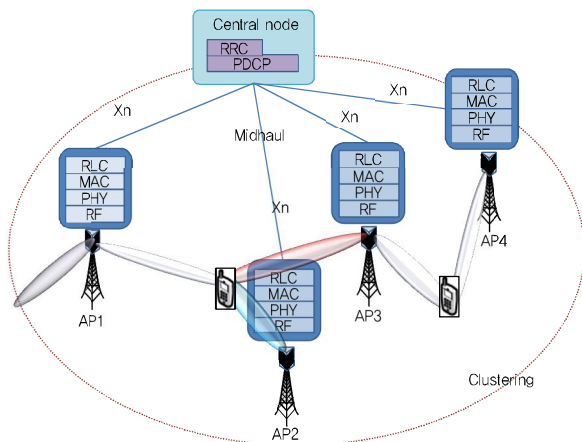 Central node
RRC
PDCP
Xn
Xn
Xn
Midhaul
Xn
RLC
MAC
PHY
RF
RLC
MAC
PHY
RF
RLC
MAC
PHY
RF
RLC
MAC
PHY
RF
AP4
AP1
AP3
Clustering
AP2